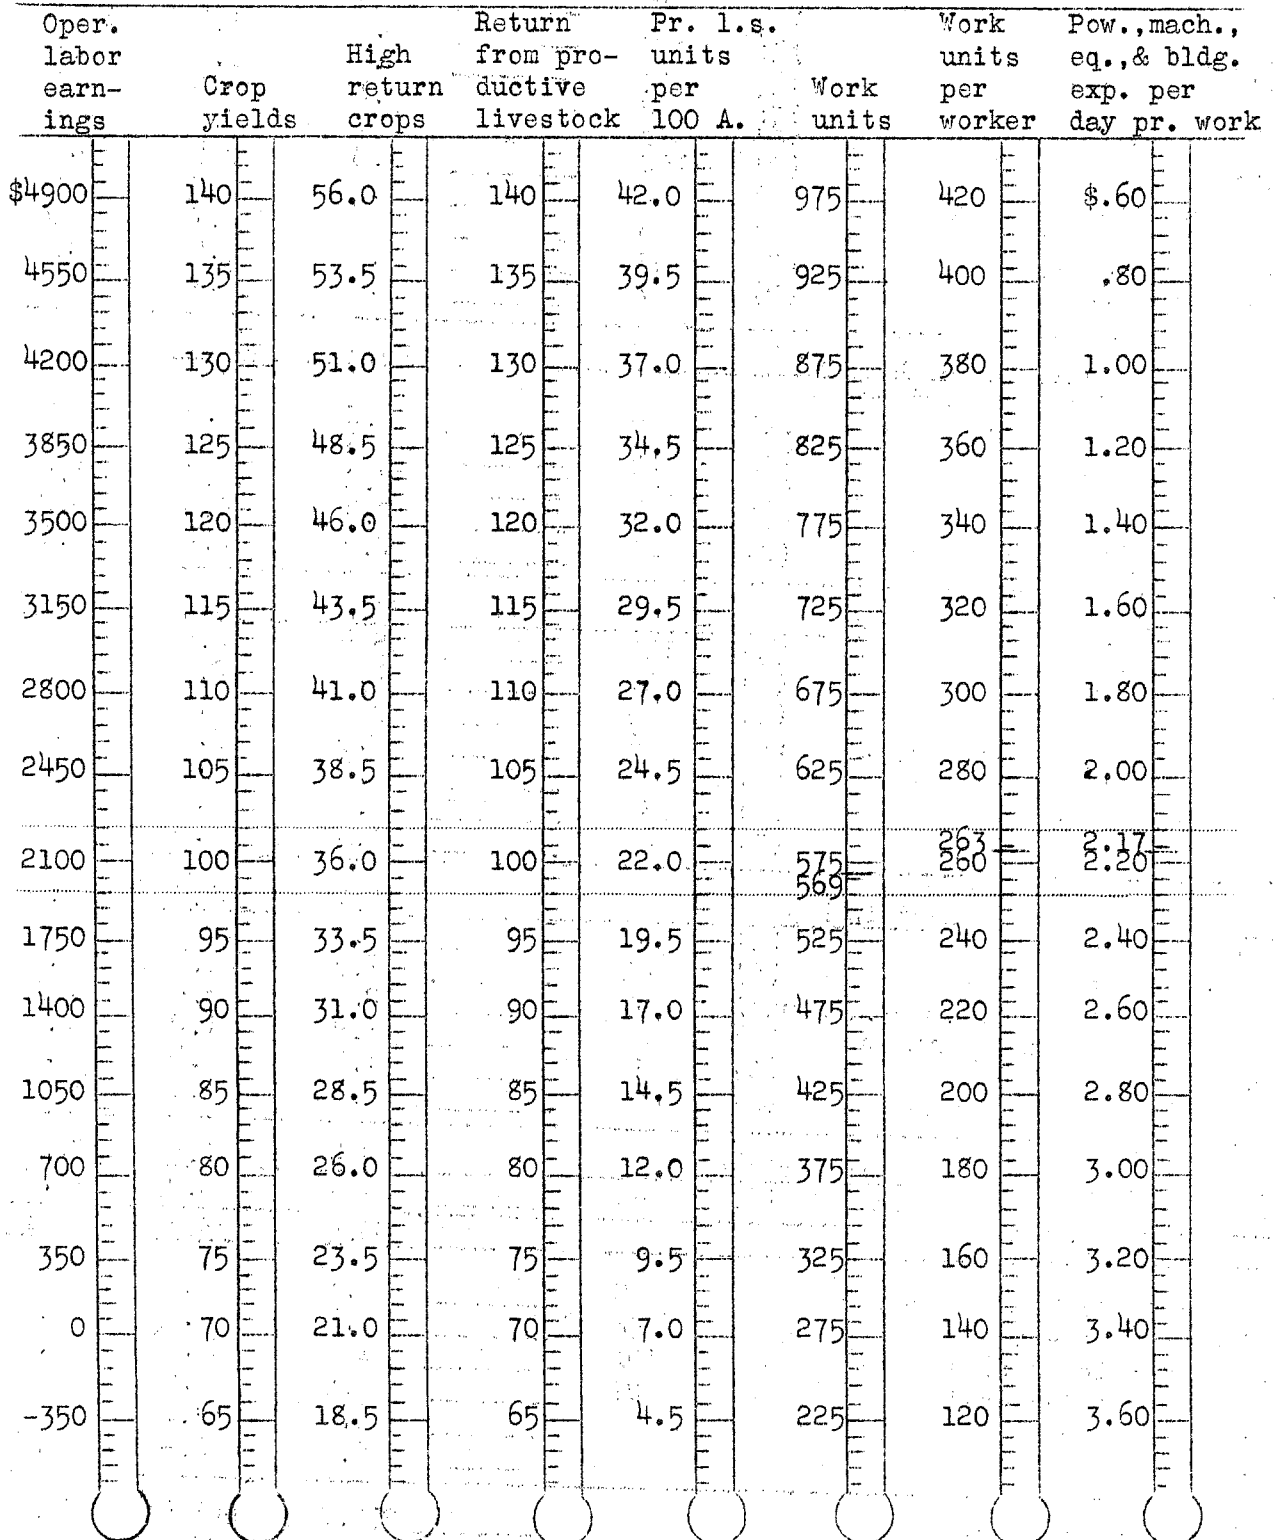 Oper. Return Pr. l.s. Work Pow.,mach.,
labor High from pro- units units eq.,& bldg.
earn- Crop return ductive per Work per exp. per
ings yields crops livestock 100 A. units worker day pr. work
$4900 140 56.0 140 42.0 975 420 $.60
4550 135 53.5 135 39.5 925 400 .80
4200 130 51.0 130 37.0 875 380 1.00
3850 125 48.5 125 34.5 825 360 1.20
3500 120 46.0 120 32.0 775 340 1.40
3150 115 43.5 115 29.5 725 320 1.60
2800 110 41.0 110 27.0 675 300 1.80
2450 105 38.5 105 24.5 625 280 2.00
263 2.17
2100 100 36.0 100 22.0 575 260 2.20
569
1750 95 33.5 95 19.5 525 240 2.40
1400 90 31.0 90 17.0 475 220 2.60
1050 85 28.5 85 14.5 425 200 2.80
700 80 26.0 80 12.0 375 180 3.00
350 75 23.5 75 9.5 325 160 3.20
0 70 21.0 70 7.0 275 140 3.40
-350 65 18.5 65 4.5 225 120 3.60